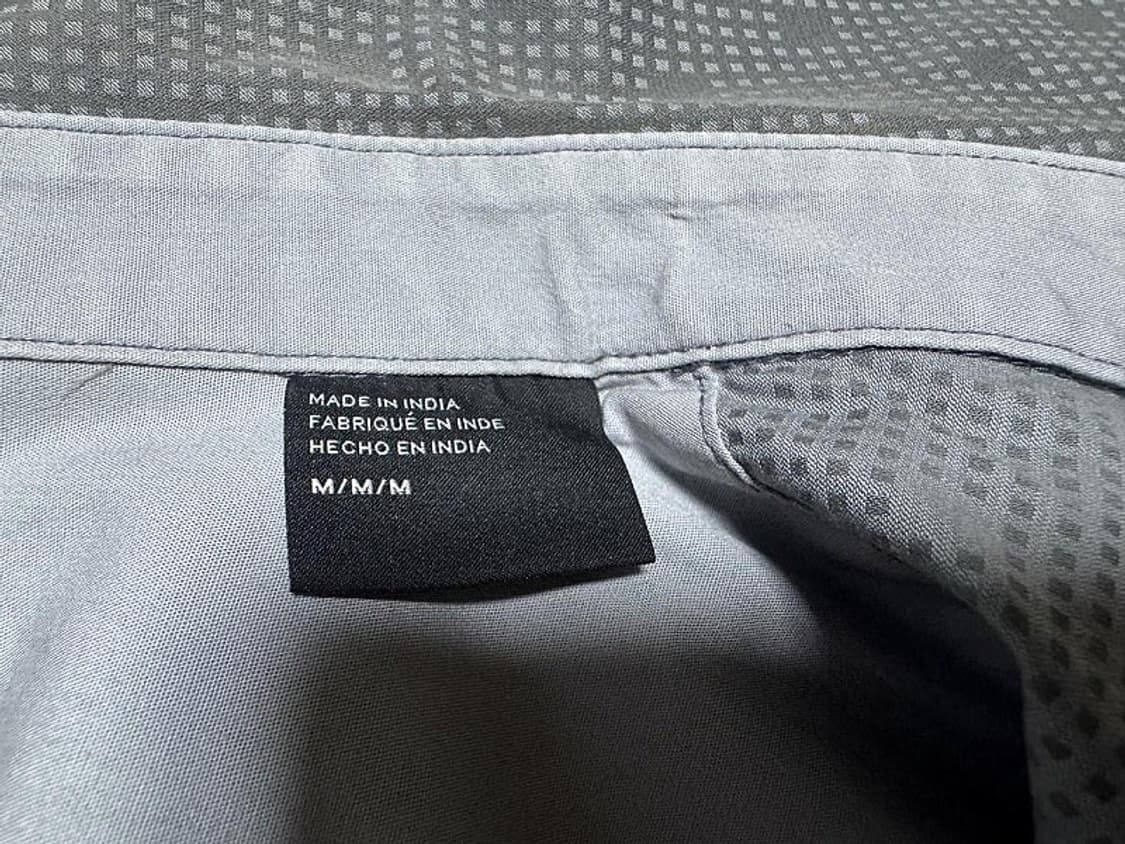 MADE IN INDIA
FABRIQUÉ EN INDE
HECHO EN INDIA
M/M/M